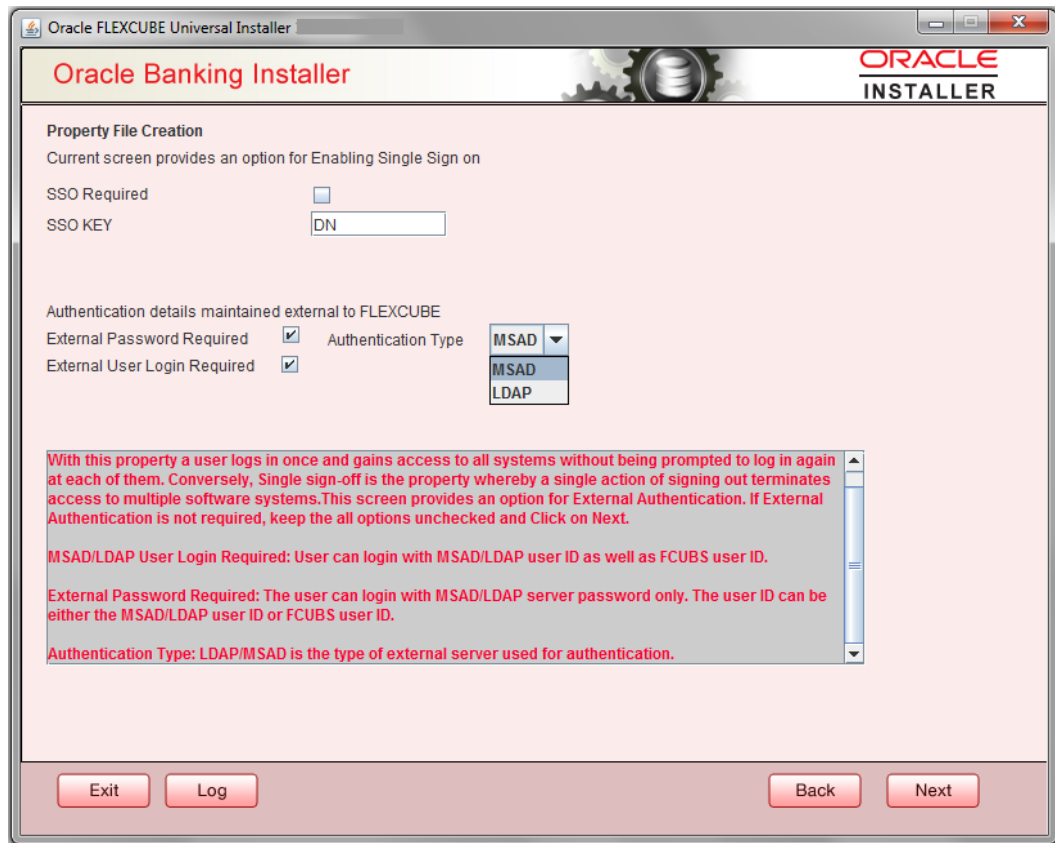 Oracle FLEXCUBE Universal Installer
Oracle Banking Installer
ORACLE
INSTALLER
Property File Creation
Current screen provides an option for Enabling Single Sign on
SSO Required
SSO KEY DN
Authentication details maintained external to FLEXCUBE
External Password Required Authentication Type MSAD
External User Login Required
MSAD
LDAP
With this property a user logs in once and gains access to all systems without being prompted to log in again
at each of them. Conversely, Single sign-off is the property whereby a single action of signing out terminates
access to multiple software systems.This screen provides an option for External Authentication. If External
Authentication is not required, keep the all options unchecked and Click on Next.
MSAD/LDAP User Login Required: User can login with MSAD/LDAP user ID as well as FCUBS user ID.
External Password Required: The user can login with MSAD/LDAP server password only. The user ID can be
either the MSAD/LDAP user ID or FCUBS user ID.
Authentication Type: LDAP/MSAD is the type of external server used for authentication.
Exit Log Back Next